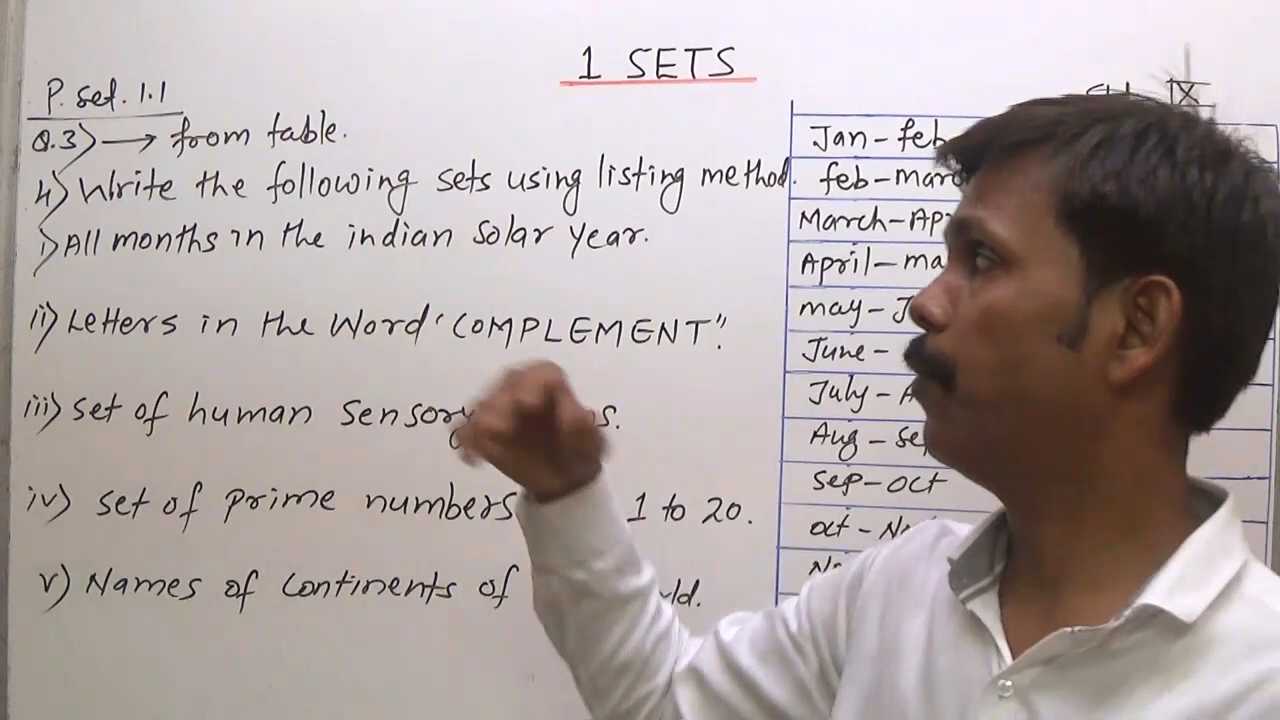 1 SETS
P. set. 1.1
Q.3) → from table.
4) Write the following sets using listing method.
i) All months in the indian solar year.
ii) Letters in the word 'COMPLEMENT".
iii) set of human sensory
iv) set of prime numbers 1 to 20.
v) Names of continents of
IX
Jan - feb
feb - march
March - Ap
April - ma
may - J
June -
July - A
Aug - Se
Sep - oct
oct - No